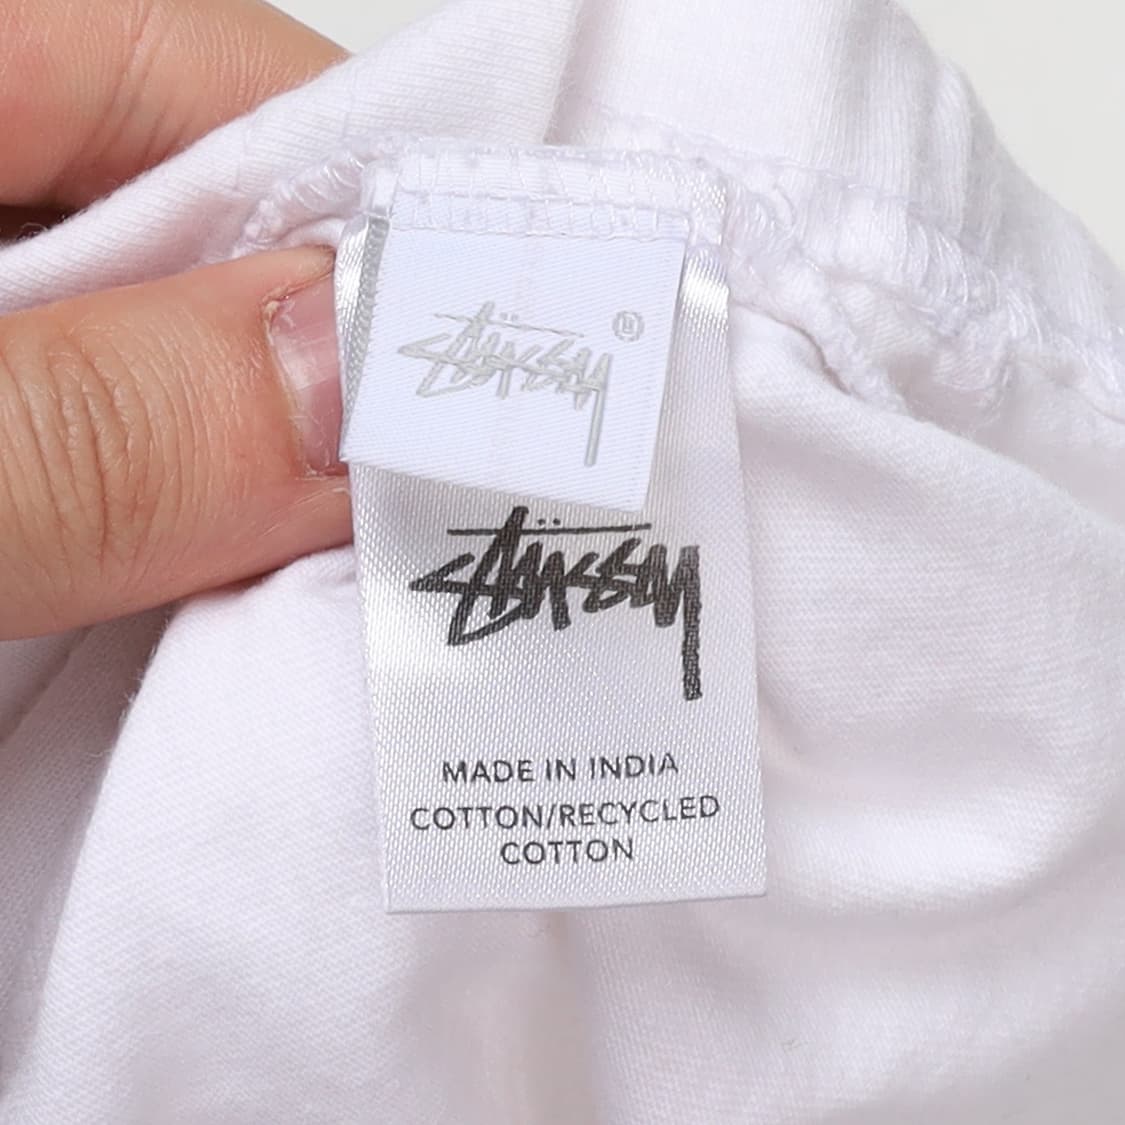 Stüssy ®
Stüssy
MADE IN INDIA
COTTON/RECYCLED
COTTON